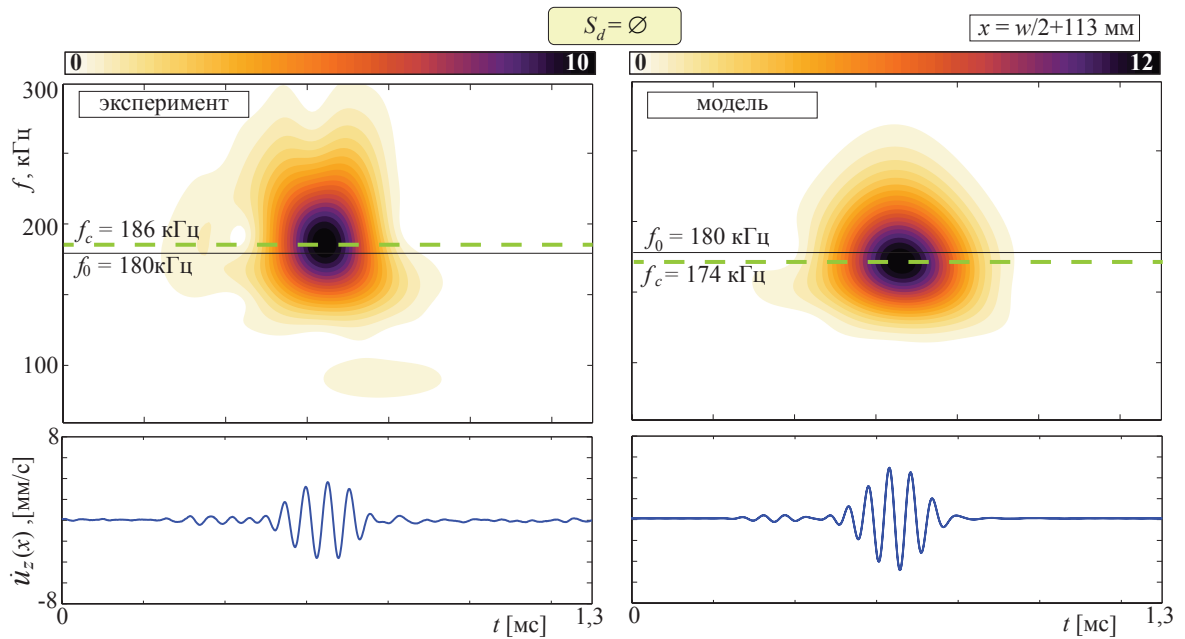 S_d = ∅
x = w/2+113 мм
0 10
0 12
эксперимент
модель
300
200
100
f, кГц
f_c = 186 кГц
f_0 = 180кГц
f_0 = 180 кГц
f_c = 174 кГц
8
-8
u̇_z(x) ,[мм/с]
0 t [мс] 1,3
0 t [мс] 1,3